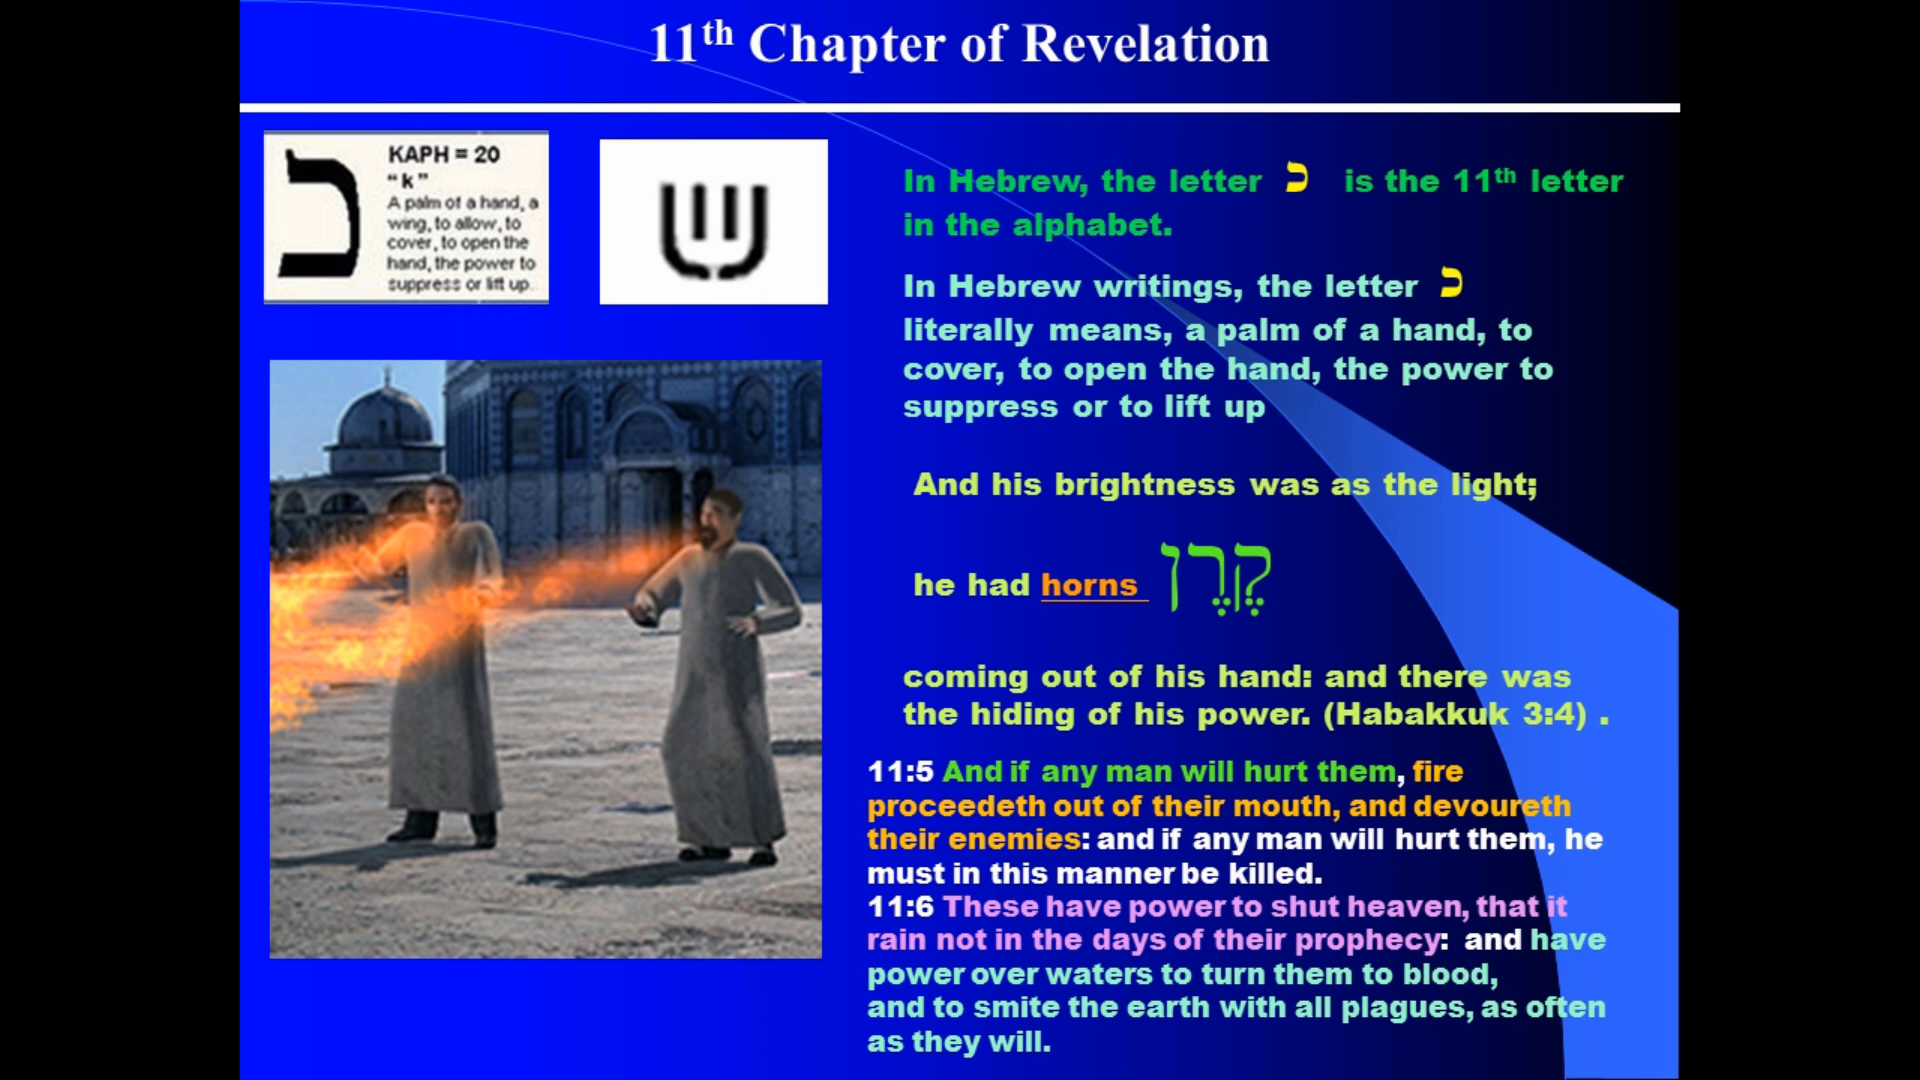 11th Chapter of Revelation
כ
KAPH = 20
"k"
A palm of a hand, a
wing, to allow, to
cover, to open the
hand, the power to
suppress or lift up.
ש
In Hebrew, the letter כ is the 11th letter
in the alphabet.
In Hebrew writings, the letter כ
literally means, a palm of a hand, to
cover, to open the hand, the power to
suppress or to lift up
And his brightness was as the light;
he had horns קֶרֶן
coming out of his hand: and there was
the hiding of his power. (Habakkuk 3:4) .
11:5 And if any man will hurt them, fire
proceedeth out of their mouth, and devoureth
their enemies: and if any man will hurt them, he
must in this manner be killed.
11:6 These have power to shut heaven, that it
rain not in the days of their prophecy: and have
power over waters to turn them to blood,
and to smite the earth with all plagues, as often
as they will.